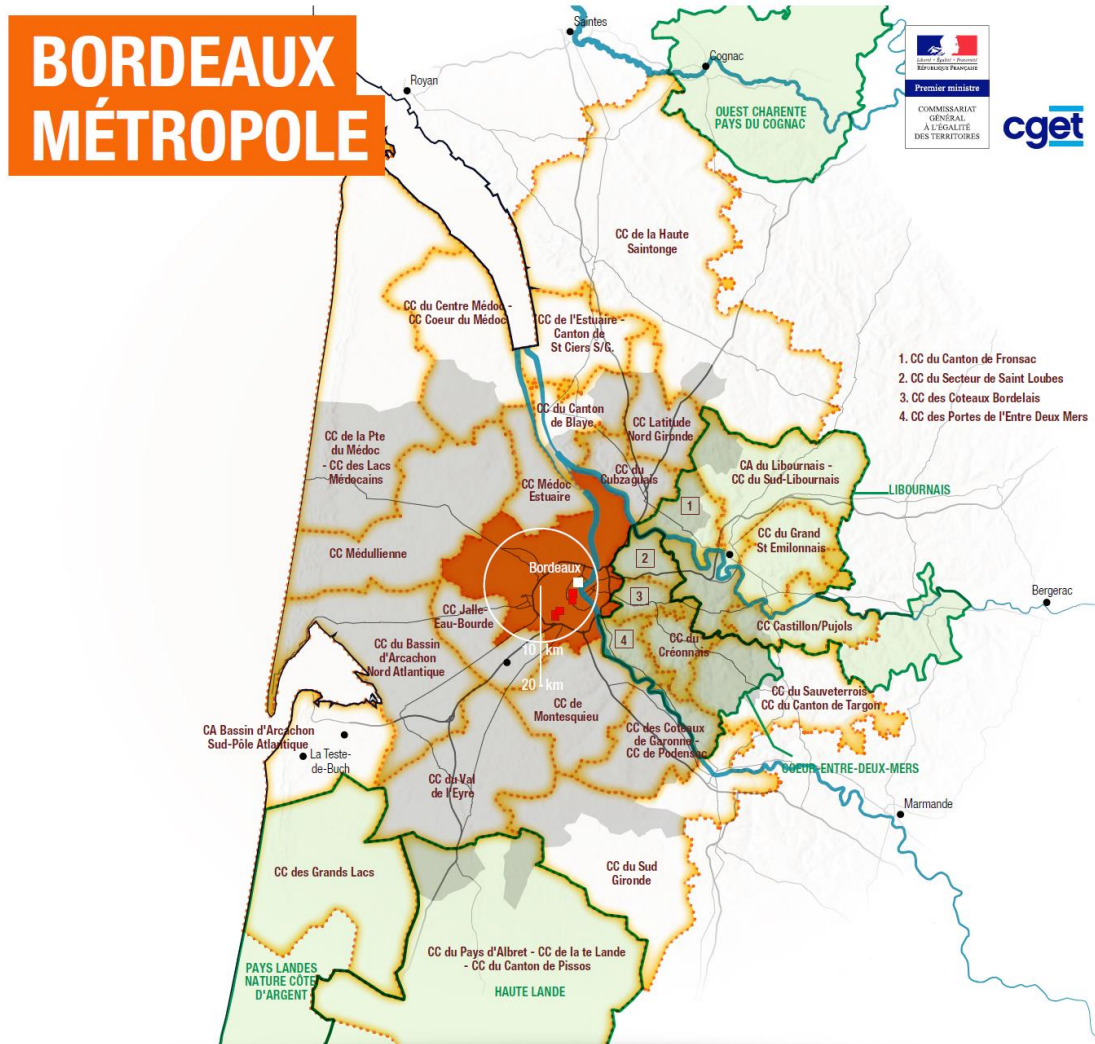 BORDEAUX
MÉTROPOLE
Saintes
Cognac
Royan
OUEST CHARENTE
PAYS DU COGNAC
Liberté • Égalité • Fraternité
RÉPUBLIQUE FRANÇAISE
Premier ministre
COMMISSARIAT
GÉNÉRAL
À L'ÉGALITÉ
DES TERRITOIRES
cget
CC de la Haute
Saintonge
CC du Centre Médoc -
CC Coeur du Médoc
CC de l'Estuaire -
Canton de
St Ciers S/G.
1. CC du Canton de Fronsac
2. CC du Secteur de Saint Loubes
3. CC des Coteaux Bordelais
4. CC des Portes de l'Entre Deux Mers
CC du Canton
de Blaye
CC Latitude
Nord Gironde
CC de la Pte
du Médoc
- CC des Lacs
Médocains
CC Médoc
Estuaire
CC du
Cubzaguais
CA du Libournais -
CC du Sud-Libournais
LIBOURNAIS
1
CC du Grand
St Emilonnais
CC Médullienne
2
Bordeaux
3
Bergerac
CC Jalle-
Eau-Bourde
4
CC du
Créonnais
CC Castillon/Pujols
10 km
20 km
CC du Bassin
d'Arcachon
Nord Atlantique
CC du Sauveterrois
CC du Canton de Targon
CC de
Montesquieu
CC des Coteaux
de Garonne -
CC de Podensac
CA Bassin d'Arcachon
Sud-Pôle Atlantique
La Teste-
de-Buch
COEUR-ENTRE-DEUX-MERS
CC du Val
de l'Eyre
Marmande
CC des Grands Lacs
CC du Sud
Gironde
CC du Pays d'Albret - CC de la te Lande
- CC du Canton de Pissos
PAYS LANDES
NATURE CÔTE
D'ARGENT
HAUTE LANDE